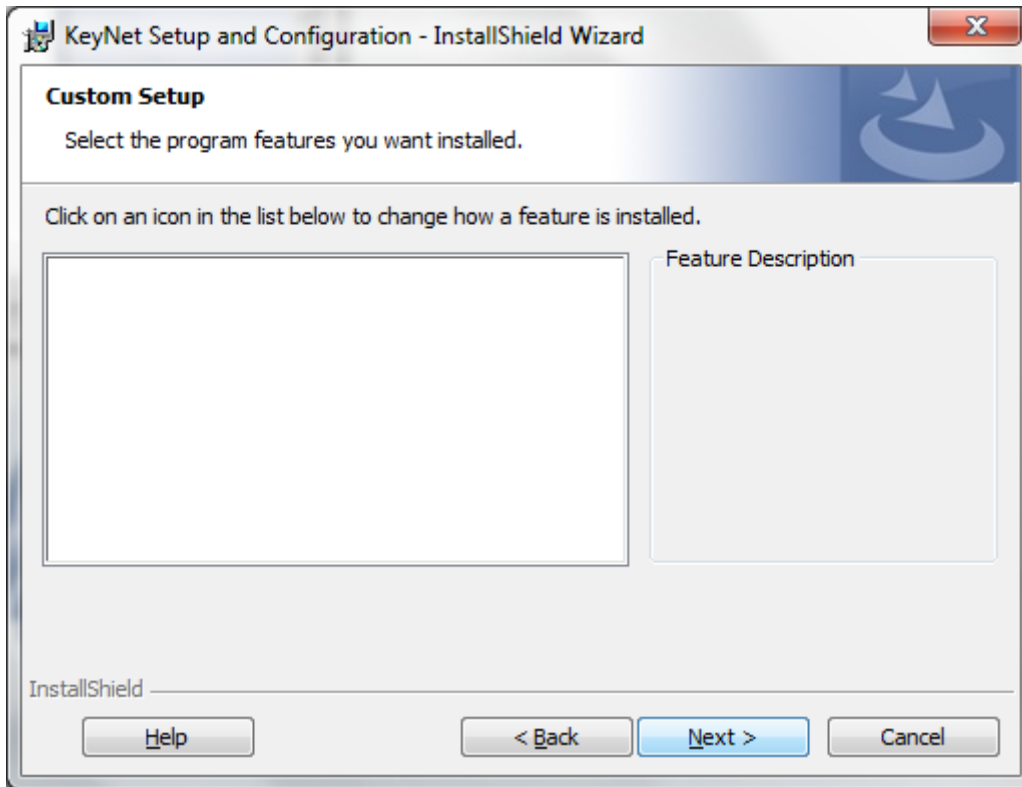 KeyNet Setup and Configuration - InstallShield Wizard
Custom Setup
Select the program features you want installed.
Click on an icon in the list below to change how a feature is installed.
Feature Description
InstallShield
Help
< Back
Next >
Cancel